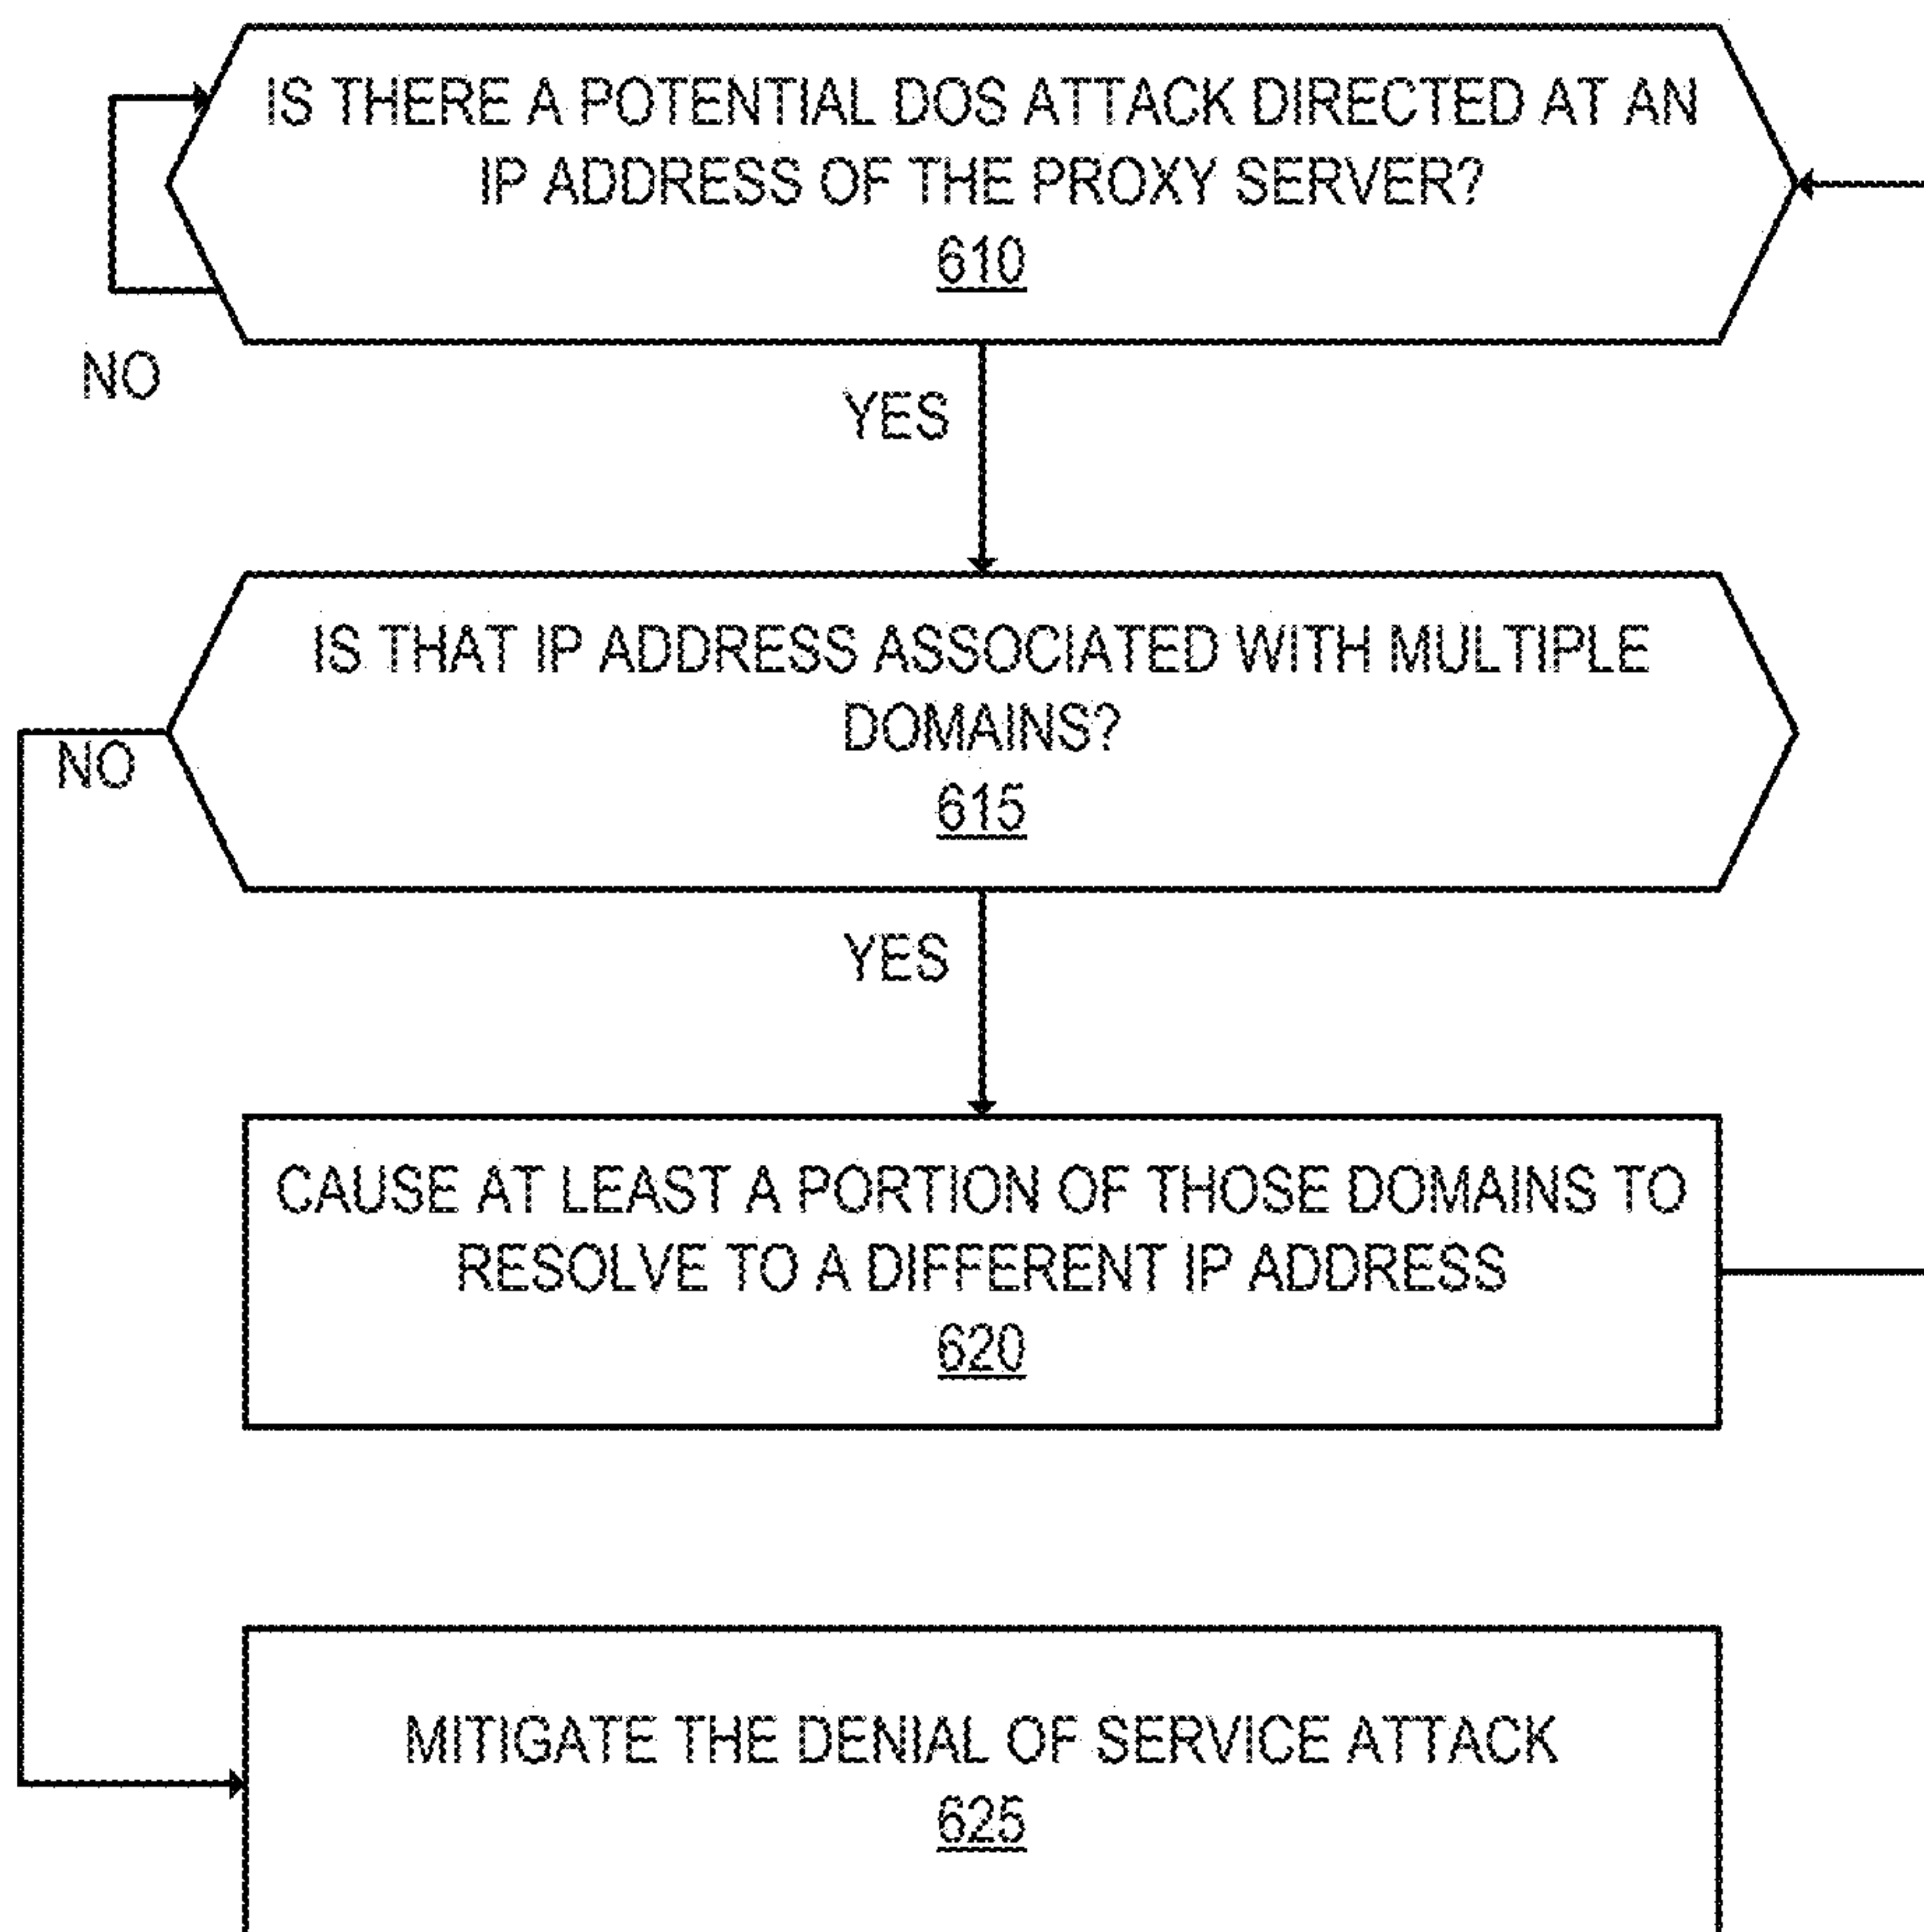 IS THERE A POTENTIAL DOS ATTACK DIRECTED AT AN
IP ADDRESS OF THE PROXY SERVER?
610
NO
YES
IS THAT IP ADDRESS ASSOCIATED WITH MULTIPLE
DOMAINS?
615
NO
YES
CAUSE AT LEAST A PORTION OF THOSE DOMAINS TO
RESOLVE TO A DIFFERENT IP ADDRESS
620
MITIGATE THE DENIAL OF SERVICE ATTACK
625